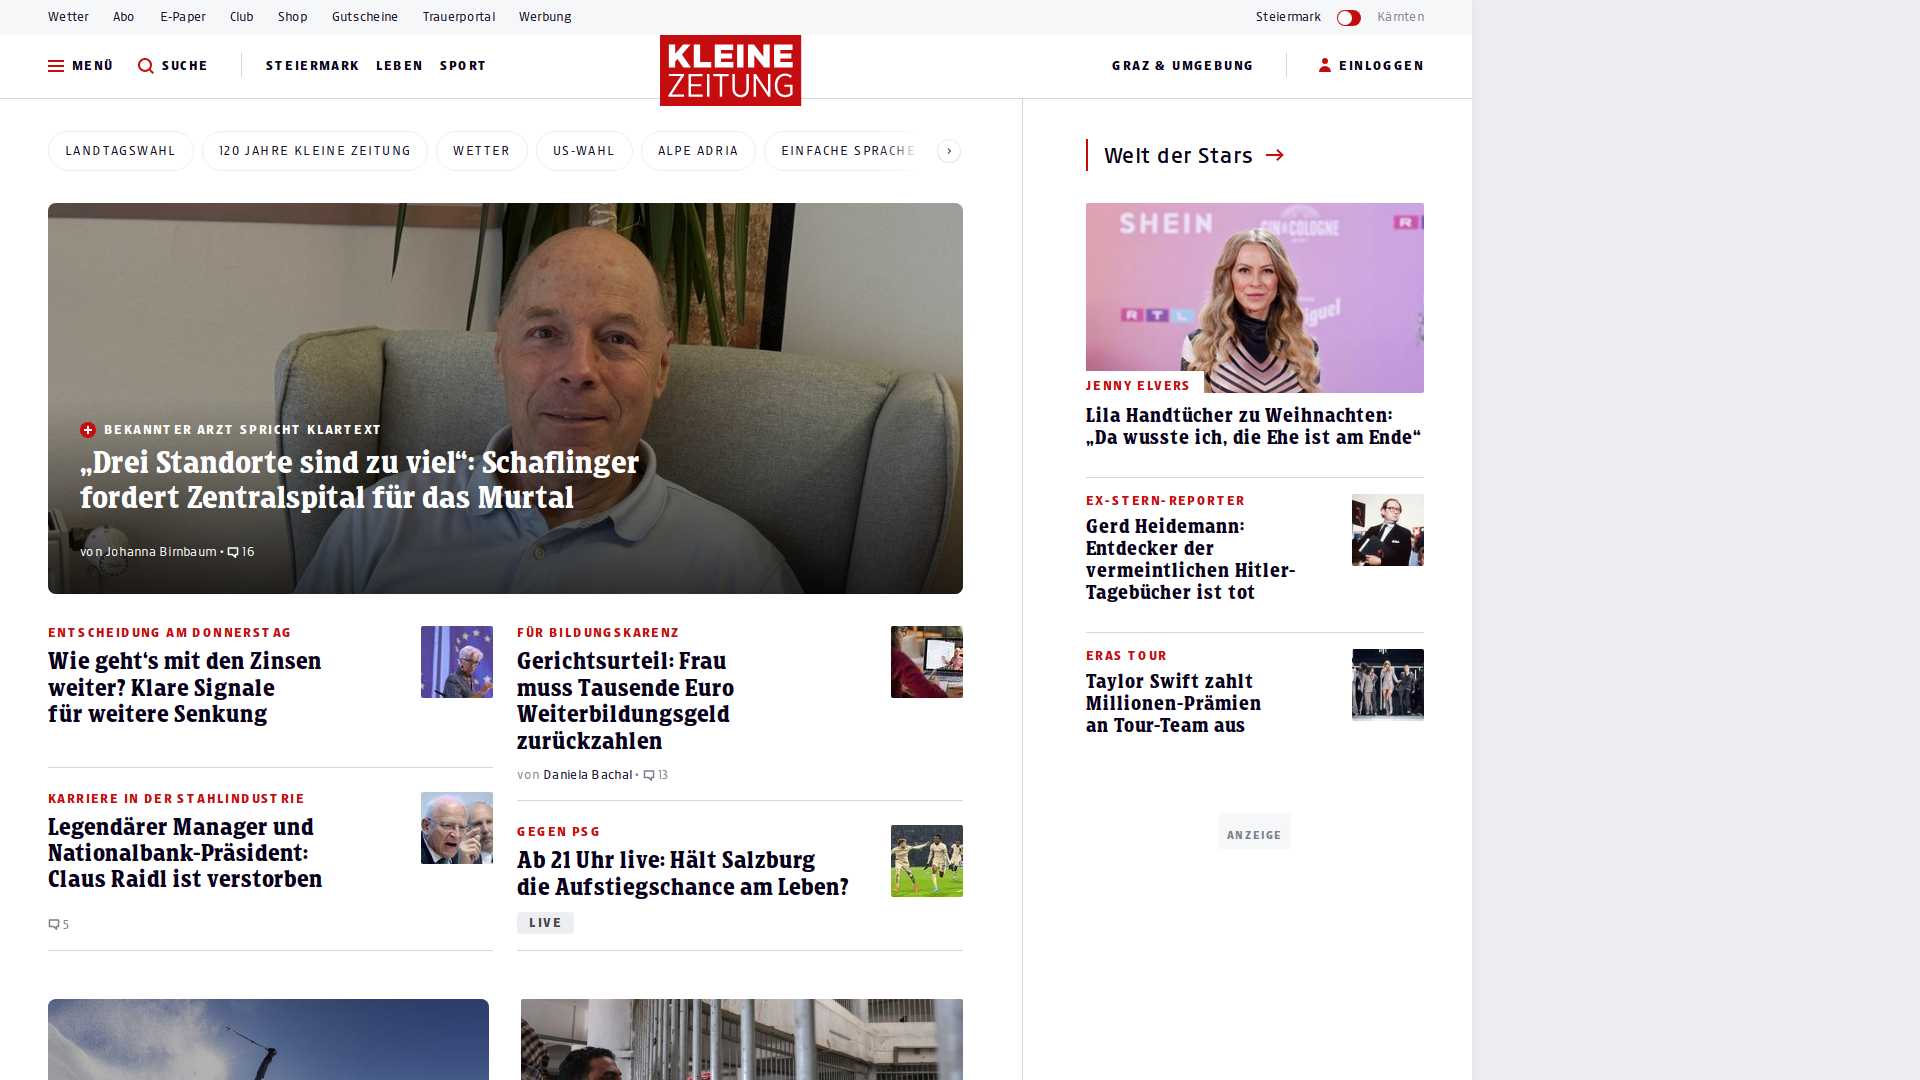 Wetter Abo E-Paper Club Shop Gutscheine Trauerportal Werbung Steiermark Kärnten
MENÜ SUCHE STEIERMARK LEBEN SPORT KLEINE ZEITUNG GRAZ & UMGEBUNG EINLOGGEN
LANDTAGSWAHL 120 JAHRE KLEINE ZEITUNG WETTER US-WAHL ALPE ADRIA EINFACHE SPRACHE
BEKANNTER ARZT SPRICHT KLARTEXT
„Drei Standorte sind zu viel“: Schaflinger
fordert Zentralspital für das Murtal
von Johanna Birnbaum • 16
ENTSCHEIDUNG AM DONNERSTAG
Wie geht‘s mit den Zinsen
weiter? Klare Signale
für weitere Senkung
KARRIERE IN DER STAHLINDUSTRIE
Legendärer Manager und
Nationalbank-Präsident:
Claus Raidl ist verstorben
5
FÜR BILDUNGSKARENZ
Gerichtsurteil: Frau
muss Tausende Euro
Weiterbildungsgeld
zurückzahlen
von Daniela Bachal • 13
GEGEN PSG
Ab 21 Uhr live: Hält Salzburg
die Aufstiegschance am Leben?
LIVE
Welt der Stars
SHEIN
GIN & COLOGNE
R
RTL
JENNY ELVERS
Lila Handtücher zu Weihnachten:
„Da wusste ich, die Ehe ist am Ende“
EX-STERN-REPORTER
Gerd Heidemann:
Entdecker der
vermeintlichen Hitler-
Tagebücher ist tot
ERAS TOUR
Taylor Swift zahlt
Millionen-Prämien
an Tour-Team aus
ANZEIGE